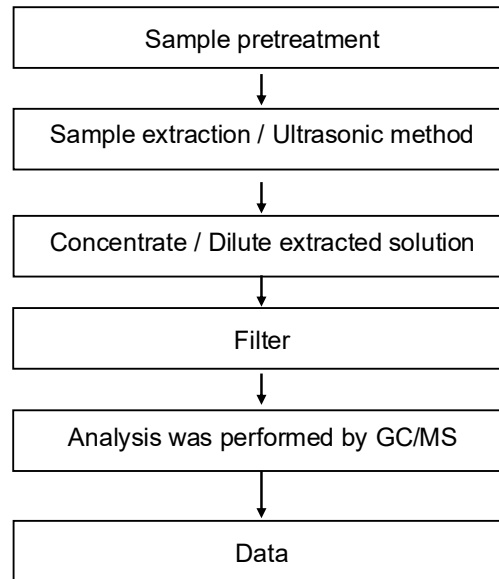 Sample pretreatment
Sample extraction / Ultrasonic method
Concentrate / Dilute extracted solution
Filter
Analysis was performed by GC/MS
Data